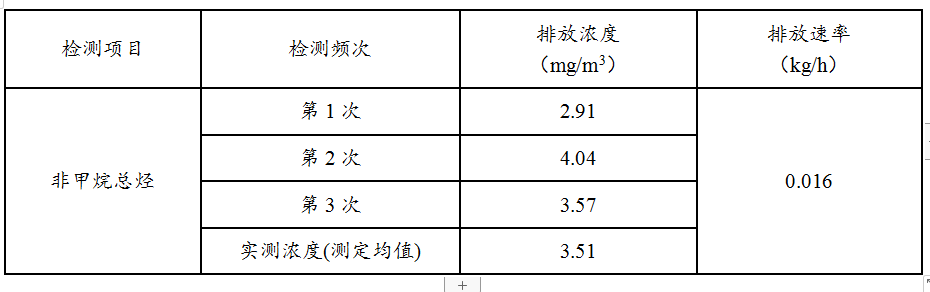 检测项目
检测频次
排放浓度
（mg/m³）
排放速率
（kg/h）
非甲烷总烃
第 1 次
2.91
0.016
第 2 次
4.04
第 3 次
3.57
实测浓度(测定均值)
3.51